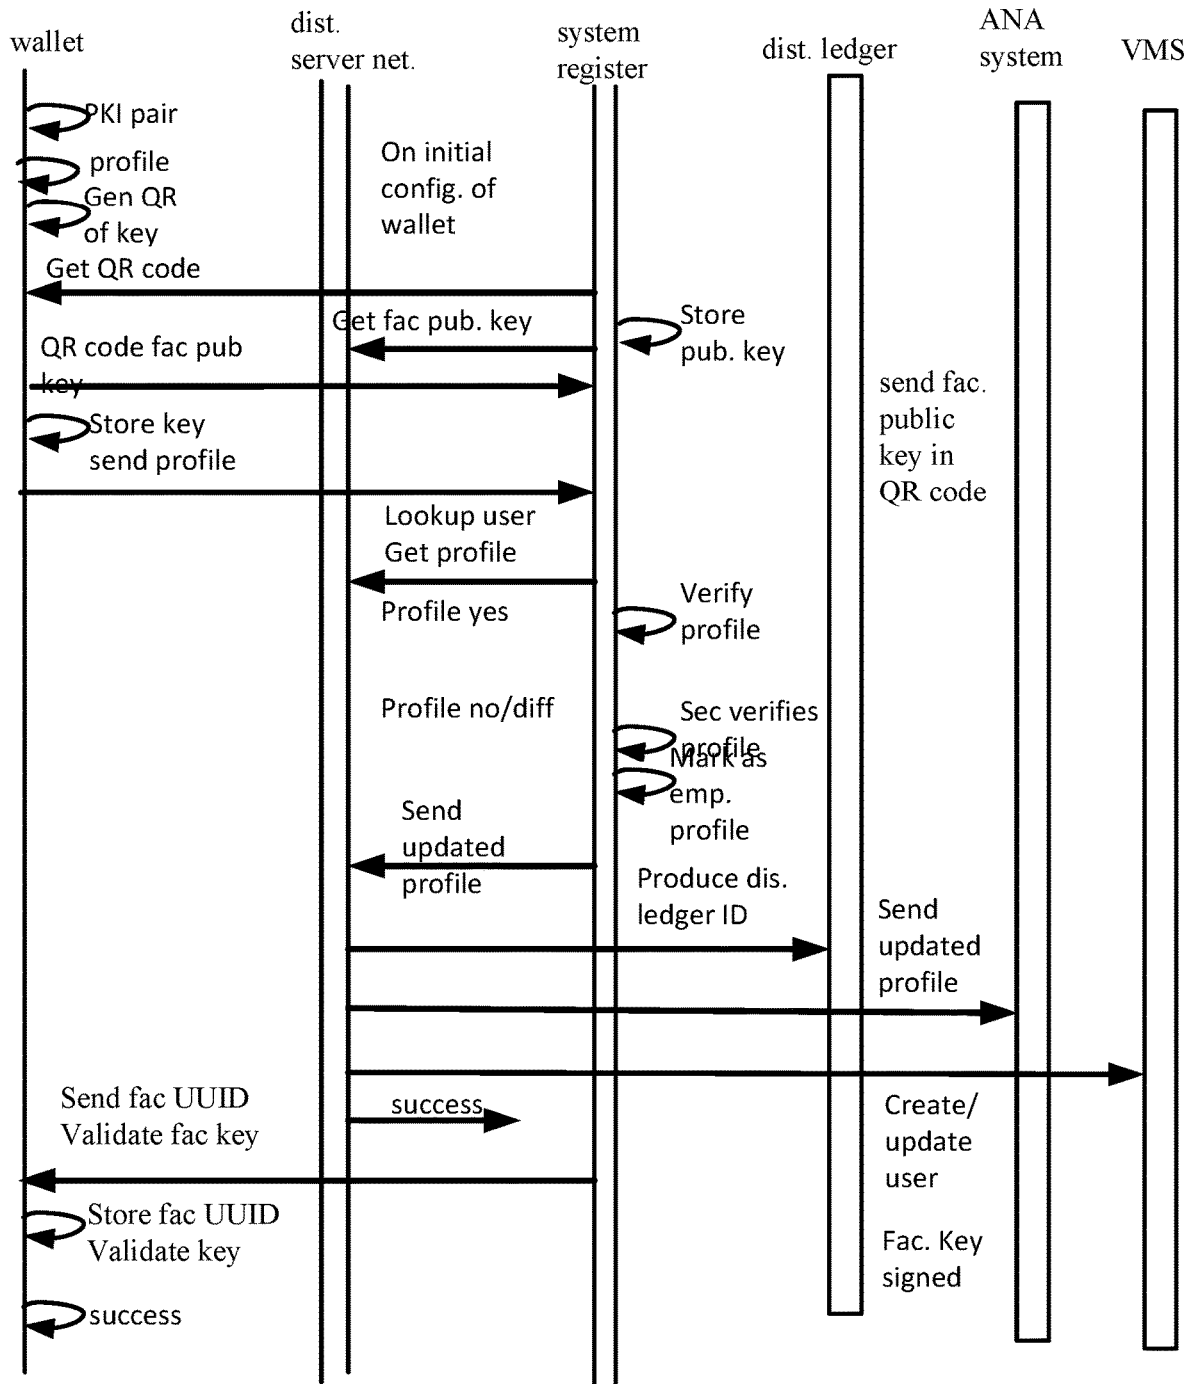 wallet
dist.
server net.
system
register
dist. ledger
ANA
system
VMS
PKI pair
profile
Gen QR
of key
On initial
config. of
wallet
Get QR code
Get fac pub. key
Store
pub. key
QR code fac pub
key
send fac.
public
key in
QR code
Store key
send profile
Lookup user
Get profile
Profile yes
Verify
profile
Profile no/diff
Sec verifies
profile
Mark as
emp.
profile
Send
updated
profile
Produce dis.
ledger ID
Send
updated
profile
Send fac UUID
Validate fac key
success
Create/
update
user
Store fac UUID
Validate key
Fac. Key
signed
success